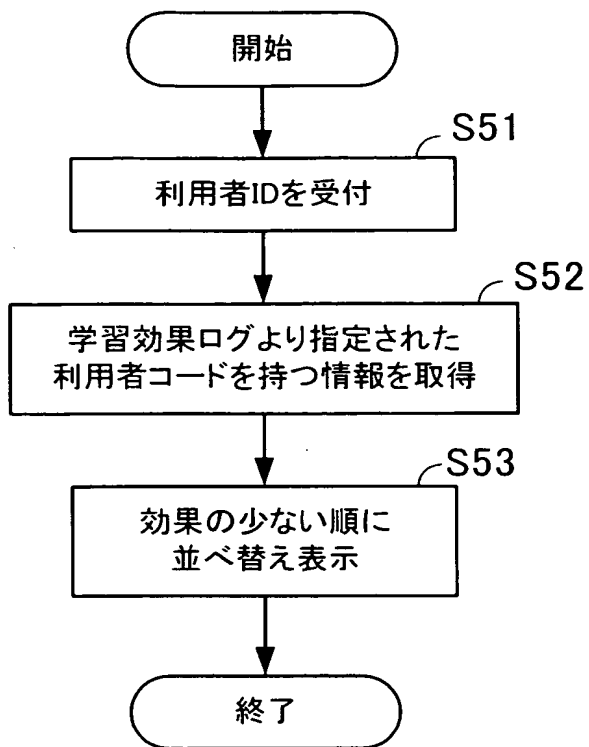 開始
S51
利用者IDを受付
S52
学習効果ログより指定された
利用者コードを持つ情報を取得
S53
効果の少ない順に
並べ替え表示
終了